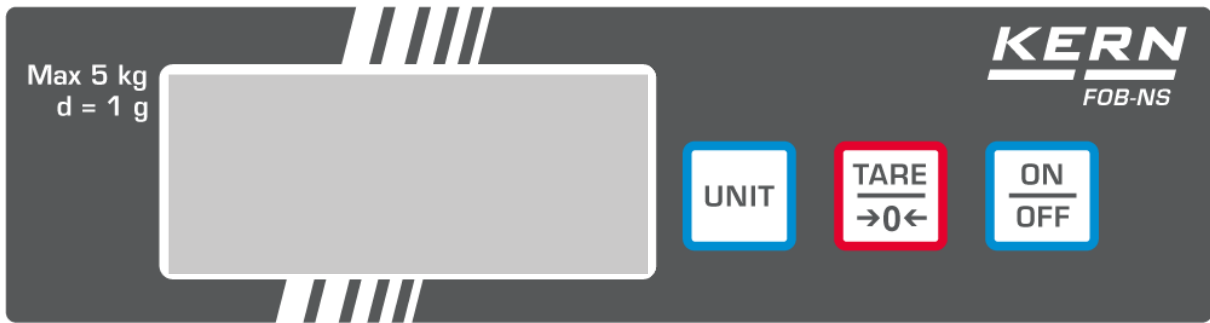 Max 5 kg
d = 1 g
KERN
FOB-NS
UNIT
TARE
→0←
ON
OFF